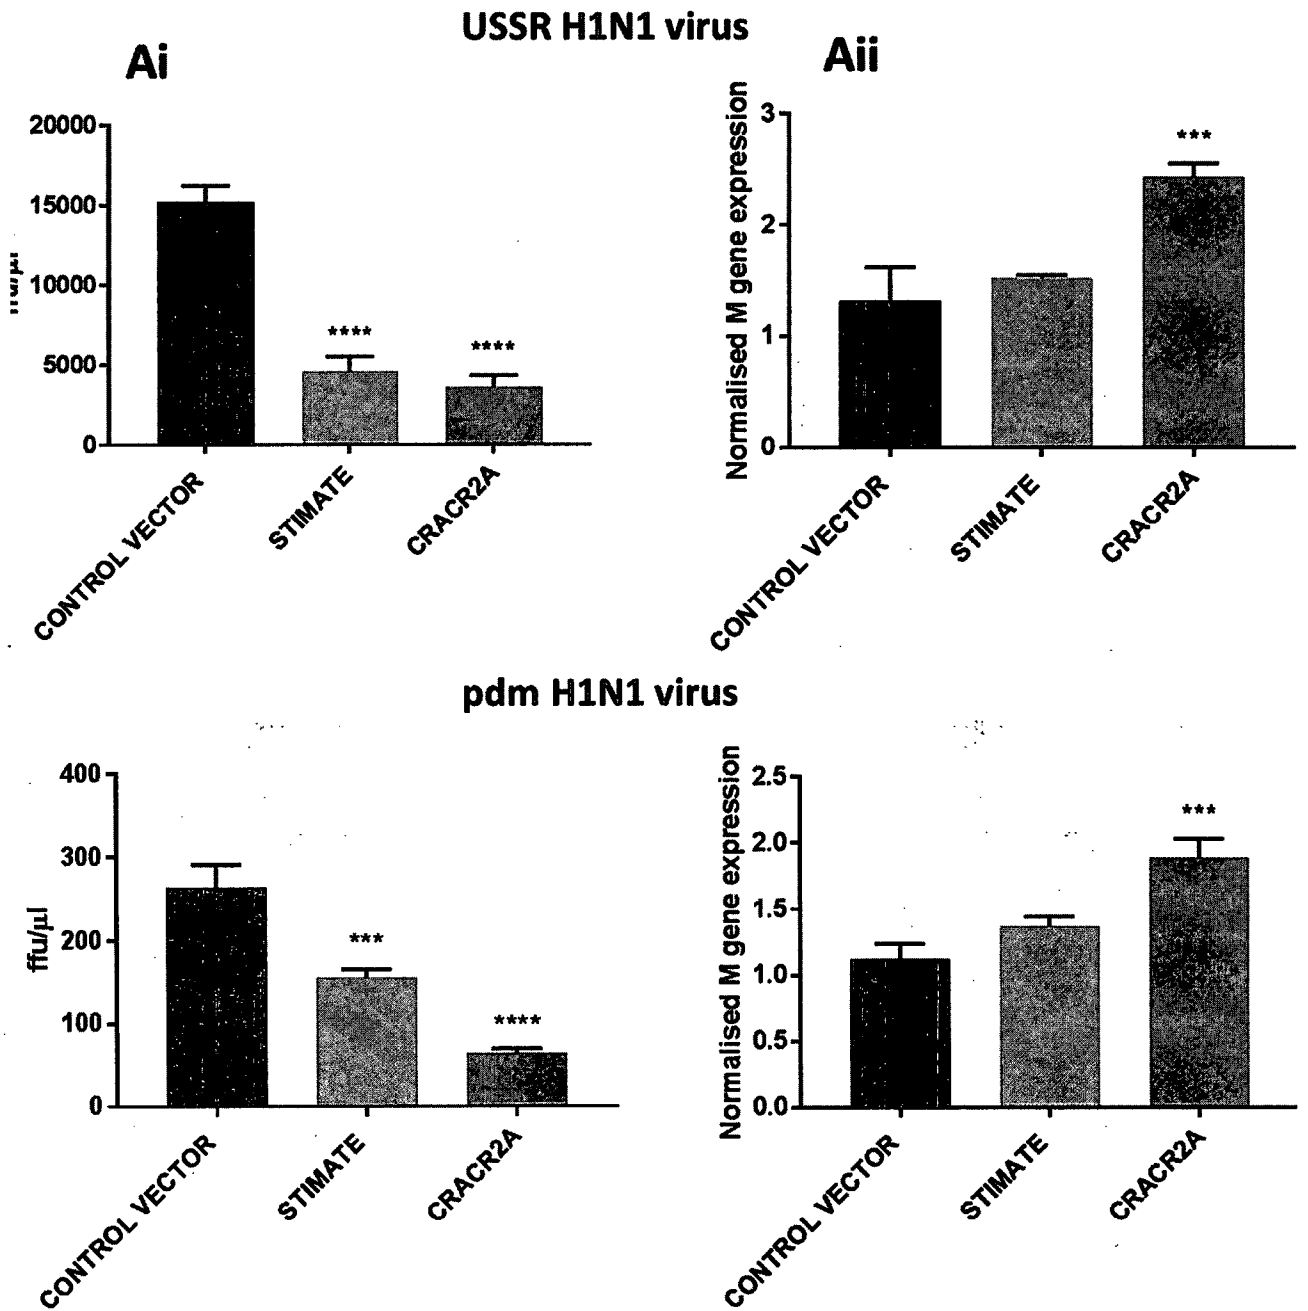 USSR H1N1 virus
Ai
Aii
20000
15000
10000
5000
0
****
****
CONTROL VECTOR
STIMATE
CRACR2A
Normalised M gene expression
3
2
1
0
***
CONTROL VECTOR
STIMATE
CRACR2A
pdm H1N1 virus
ffu/µl
400
300
200
100
0
***
****
CONTROL VECTOR
STIMATE
CRACR2A
Normalised M gene expression
2.5
2.0
1.5
1.0
0.5
0.0
***
CONTROL VECTOR
STIMATE
CRACR2A